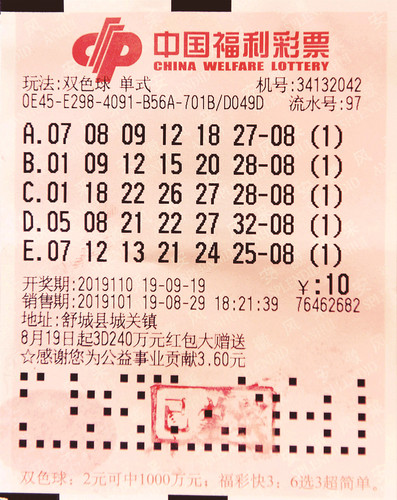 中国福利彩票
CHINA WELFARE LOTTERY
玩法:双色球 单式 机号:34132042
0E45-E298-4091-B56A-701B/D049D 流水号:97
A.07 08 09 12 18 27-08 (1)
B.01 09 12 15 20 28-08 (1)
C.01 18 22 26 27 28-08 (1)
D.05 08 21 22 27 32-08 (1)
E.07 12 13 21 24 25-08 (1)
开奖期:2019110 19-09-19 ¥:10
销售期:2019101 19-08-29 18:21:39 76462682
地址:舒城县城关镇
8月19日起3D240万元红包大赠送
☆感谢您为公益事业贡献3.60元
双色球:2元可中1000万元;福彩快3:6选3超简单。